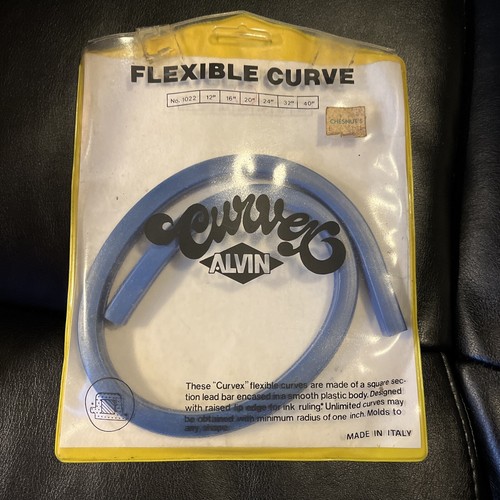 FLEXIBLE CURVE
No. 1022 12" 16" 20" 24" 32" 40"
CHESNUT'S
Curvex
ALVIN
These "Curvex" flexible curves are made of a square sec-
tion lead bar encased in a smooth plastic body. Designed
with raised lip edge for ink ruling." Unlimited curves may
be obtained with minimum radius of one inch. Molds to
any shape.
MADE IN ITALY